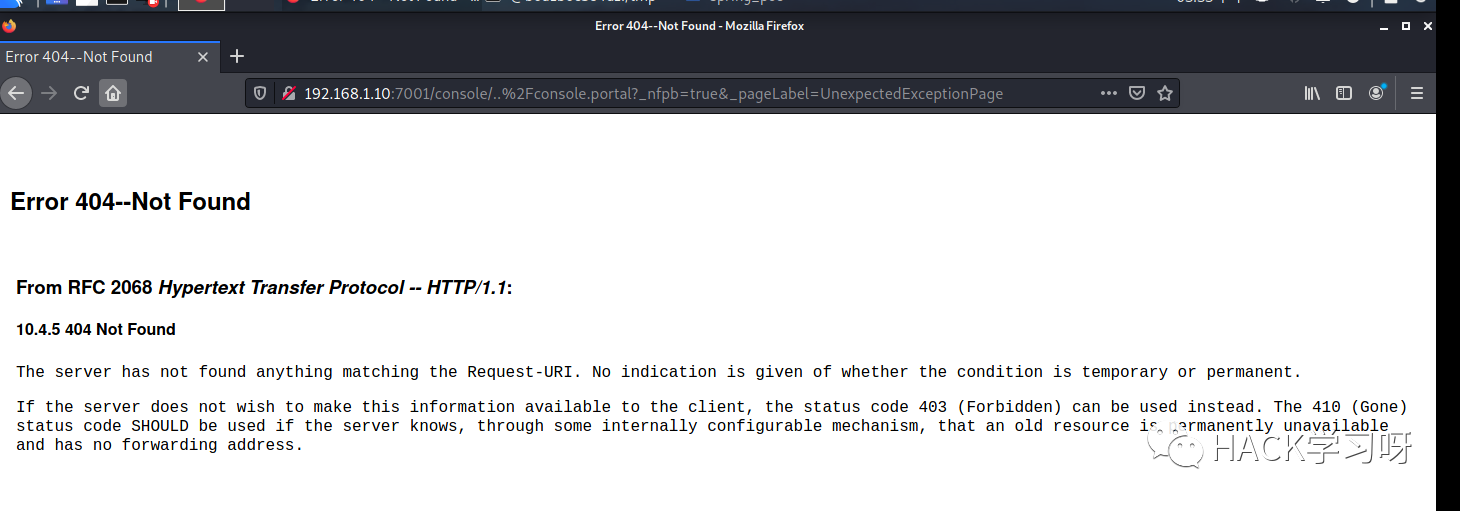 Error 404--Not Found - Mozilla Firefox
Error 404--Not Found
192.168.1.10:7001/console/..%2Fconsole.portal?_nfpb=true&_pageLabel=UnexpectedExceptionPage
Error 404--Not Found
From RFC 2068 Hypertext Transfer Protocol -- HTTP/1.1:
10.4.5 404 Not Found
The server has not found anything matching the Request-URI. No indication is given of whether the condition is temporary or permanent.
If the server does not wish to make this information available to the client, the status code 403 (Forbidden) can be used instead. The 410 (Gone)
status code SHOULD be used if the server knows, through some internally configurable mechanism, that an old resource is permanently unavailable
and has no forwarding address.
HACK学习呀